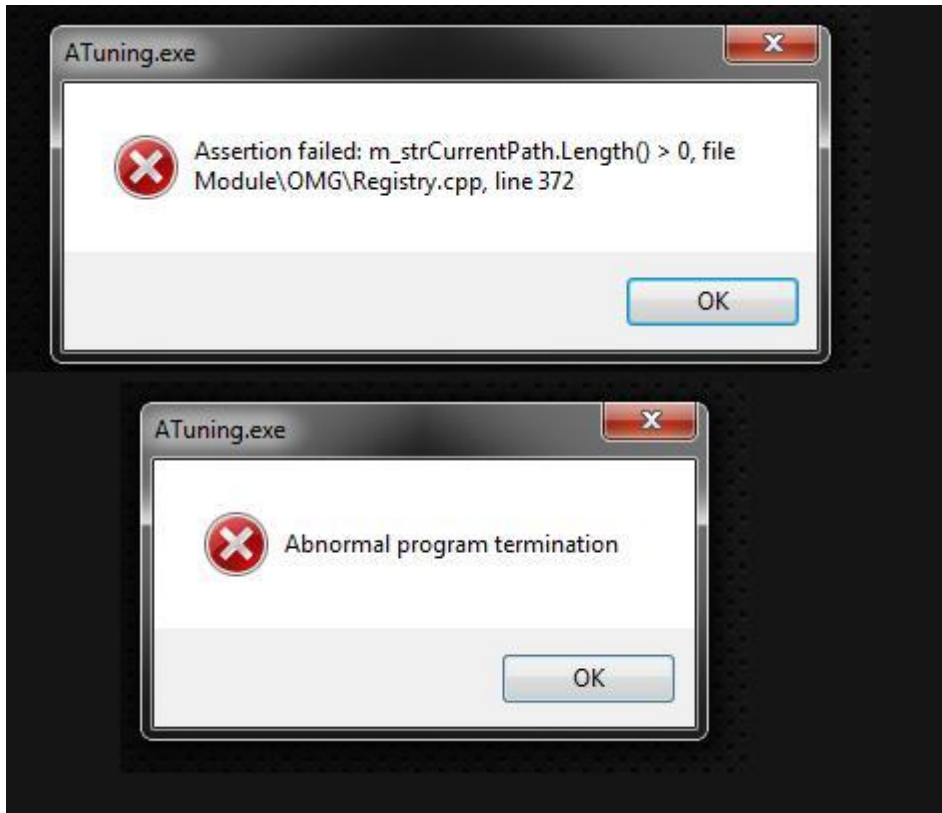 ATuning.exe
Assertion failed: m_strCurrentPath.Length() > 0, file
Module\OMG\Registry.cpp, line 372
OK
ATuning.exe
Abnormal program termination
OK